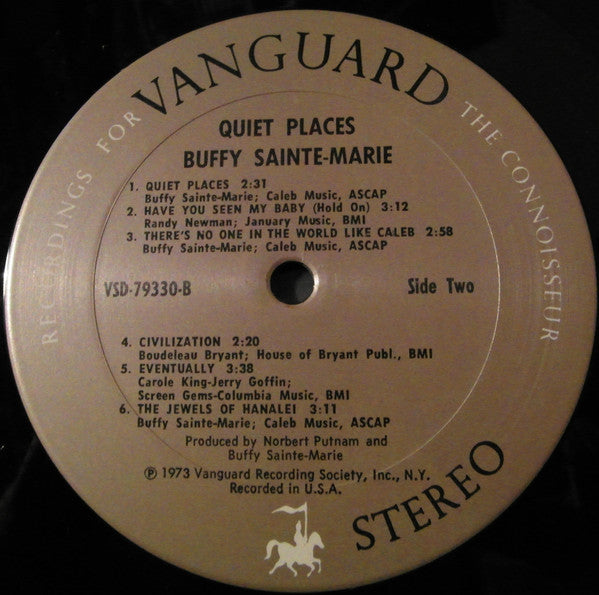 RECORDINGS FOR VANGUARD THE CONNOISSEUR
QUIET PLACES
BUFFY SAINTE-MARIE
1. QUIET PLACES 2:31
Buffy Sainte-Marie; Caleb Music, ASCAP
2. HAVE YOU SEEN MY BABY (Hold On) 3:12
Randy Newman; January Music, BMI
3. THERE'S NO ONE IN THE WORLD LIKE CALEB 2:58
Buffy Sainte-Marie; Caleb Music, ASCAP
VSD-79330-B Side Two
4. CIVILIZATION 2:20
Boudeleau Bryant; House of Bryant Publ., BMI
5. EVENTUALLY 3:38
Carole King-Jerry Goffin;
Screen Gems-Columbia Music, BMI
6. THE JEWELS OF HANALEI 3:11
Buffy Sainte-Marie; Caleb Music, ASCAP
Produced by Norbert Putnam and
Buffy Sainte-Marie
℗ 1973 Vanguard Recording Society, Inc., N.Y.
Recorded in U.S.A.
STEREO